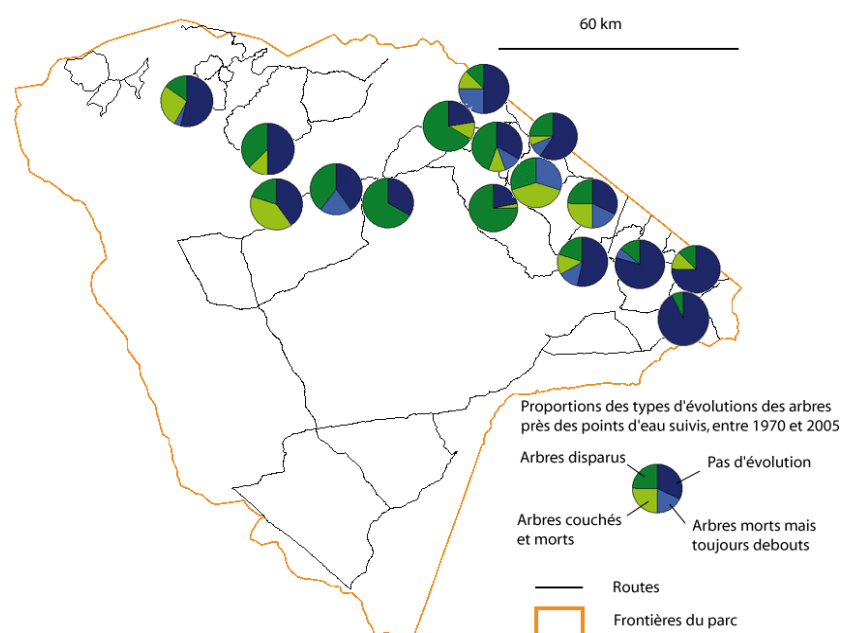 60 km
Proportions des types d'évolutions des arbres
près des points d'eau suivis, entre 1970 et 2005
Arbres disparus
Pas d'évolution
Arbres couchés
et morts
Arbres morts mais
toujours debouts
Routes
Frontières du parc